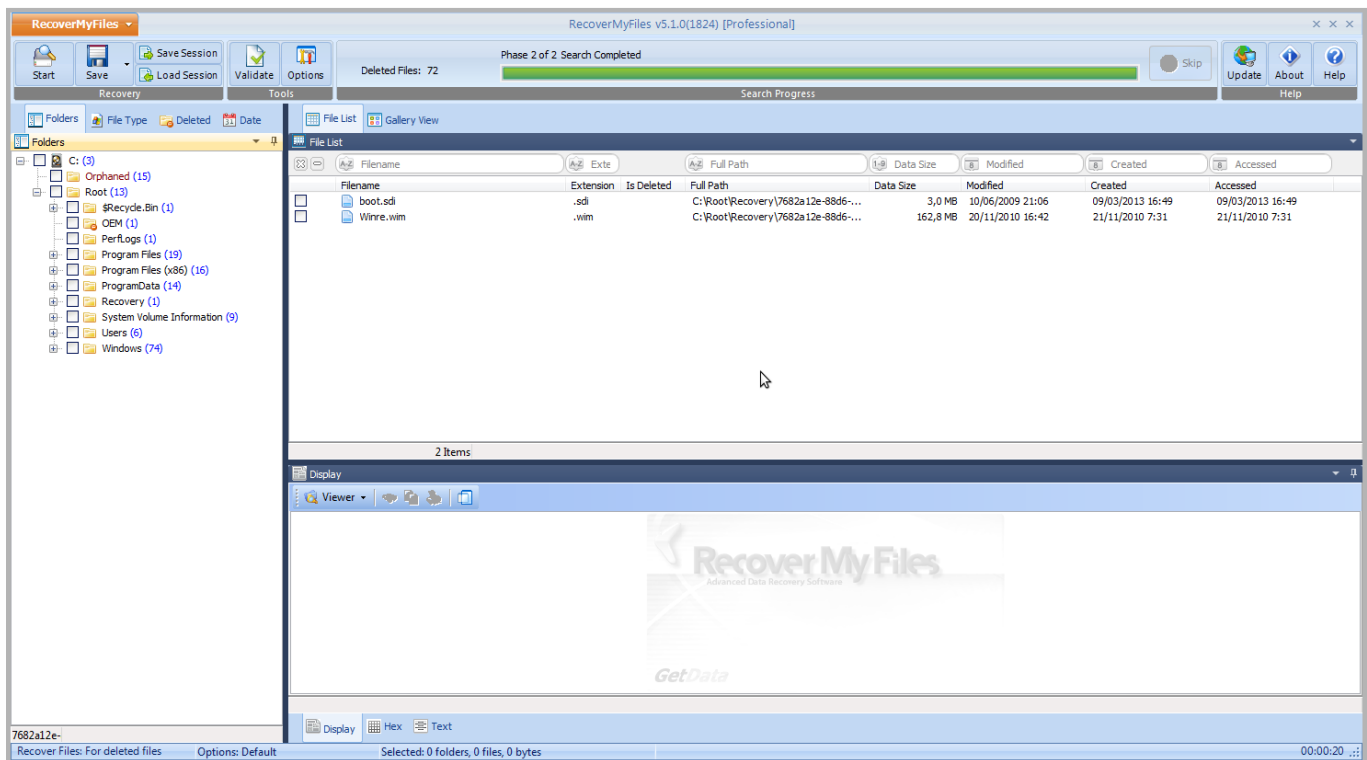 RecoverMyFiles
RecoverMyFiles v5.1.0(1824) [Professional]
Start
Save
Save Session
Load Session
Validate
Options
Deleted Files: 72
Phase 2 of 2 Search Completed
Skip
Update
About
Help
Recovery
Tools
Search Progress
Help
Folders
File Type
Deleted
Date
File List
Gallery View
Folders
File List
C: (3)
Orphaned (15)
Root (13)
$Recycle.Bin (1)
OEM (1)
PerfLogs (1)
Program Files (19)
Program Files (x86) (16)
ProgramData (14)
Recovery (1)
System Volume Information (9)
Users (6)
Windows (74)
Filename Exte Full Path Data Size Modified Created Accessed
Filename Extension Is Deleted Full Path Data Size Modified Created Accessed
boot.sdi .sdi C:\Root\Recovery\7682a12e-88d6-... 3,0 MB 10/06/2009 21:06 09/03/2013 16:49 09/03/2013 16:49
Winre.wim .wim C:\Root\Recovery\7682a12e-88d6-... 162,8 MB 20/11/2010 16:42 21/11/2010 7:31 21/11/2010 7:31
2 Items
Display
Viewer
Recover My Files
Advanced Data Recovery Software
GetData
Display
Hex
Text
7682a12e-
Recover Files: For deleted files Options: Default Selected: 0 folders, 0 files, 0 bytes 00:00:20